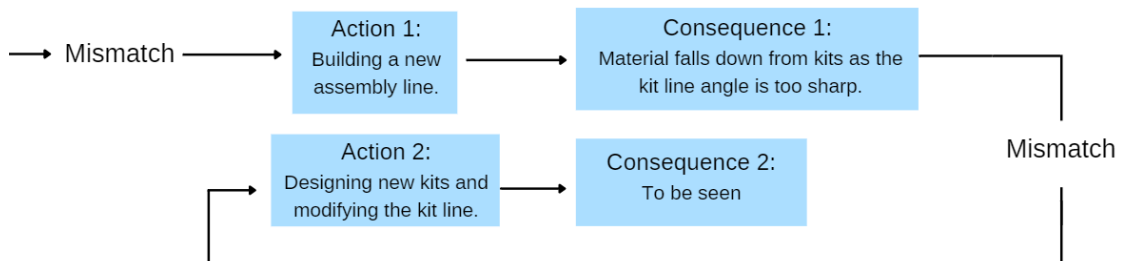 Mismatch
Action 1:
Building a new
assembly line.
Consequence 1:
Material falls down from kits as the
kit line angle is too sharp.
Mismatch
Action 2:
Designing new kits and
modifying the kit line.
Consequence 2:
To be seen